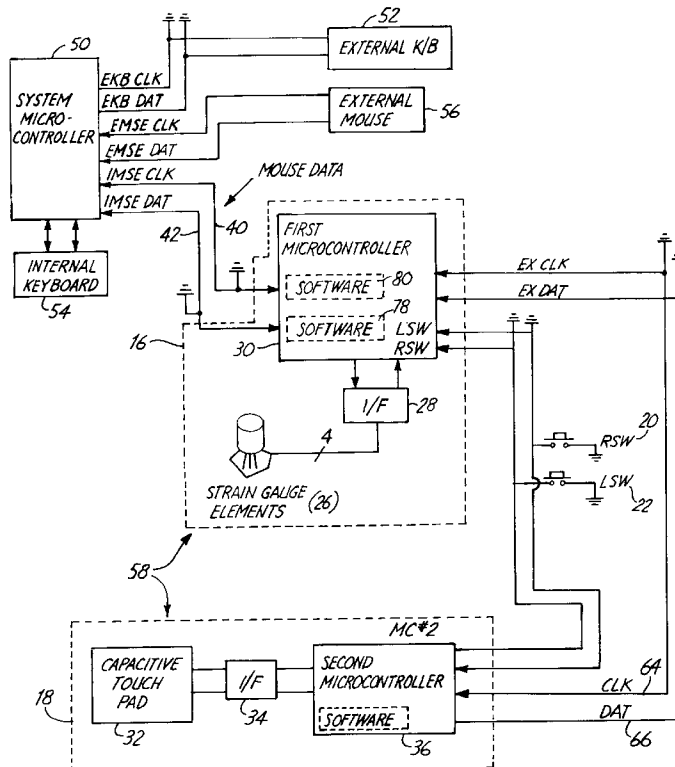 50
52
EXTERNAL K/B
EKB CLK
EKB DAT
SYSTEM
MICRO-
CONTROLLER
EMSE CLK
EMSE DAT
EXTERNAL
MOUSE
56
IMSE CLK
IMSE DAT
MOUSE DATA
42
40
INTERNAL
KEYBOARD
54
FIRST
MICROCONTROLLER
SOFTWARE
80
SOFTWARE
78
LSW
RSW
30
EX CLK
EX DAT
16
I/F
28
4
STRAIN GAUGE
ELEMENTS
(26)
RSW
20
LSW
22
58
MC#2
CAPACITIVE
TOUCH
PAD
32
I/F
34
SECOND
MICROCONTROLLER
SOFTWARE
36
18
CLK
64
DAT
66